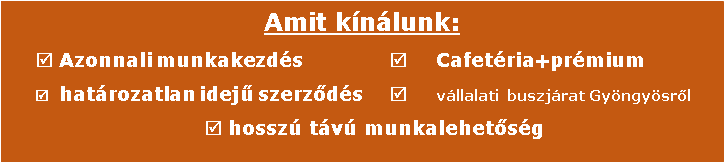 Amit kínálunk:
☑ Azonnali munkakezdés ☑ Cafetéria+prémium
☑ határozatlan idejű szerződés ☑ vállalati buszjárat Gyöngyösről
☑ hosszú távú munkalehetőség